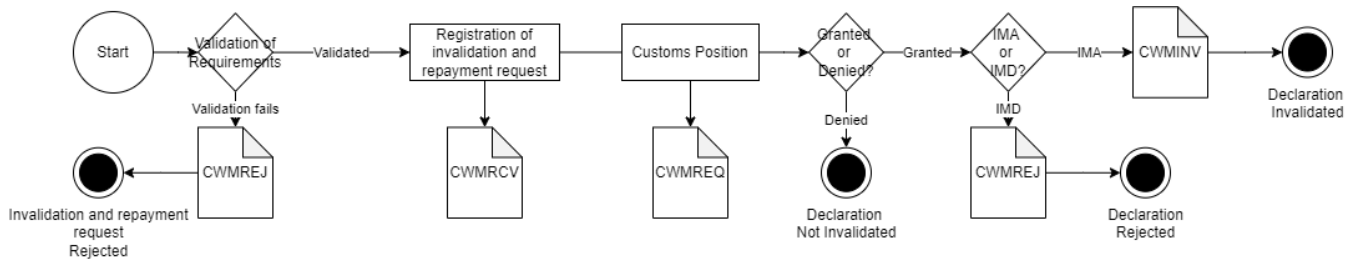 Start
Validation of
Requirements
Validated
Registration of
invalidation and
repayment request
Customs Position
Granted
or
Denied?
Granted
IMA
or
IMD?
IMA
CWMINV
Declaration
Invalidated
Validation fails
CWMREJ
Invalidation and repayment
request
Rejected
CWMRCV
CWMREQ
Denied
Declaration
Not Invalidated
IMD
CWMREJ
Declaration
Rejected